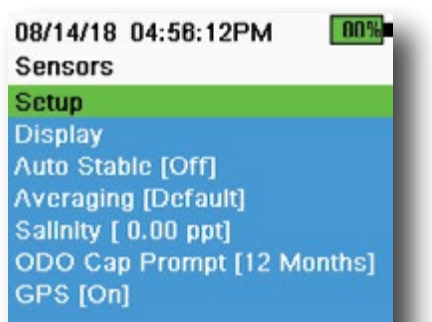 08/14/18 04:56:12PM
Sensors
Setup
Display
Auto Stable [Off]
Averaging [Default]
Salinity [ 0.00 ppt]
ODO Cap Prompt [12 Months]
GPS [On]